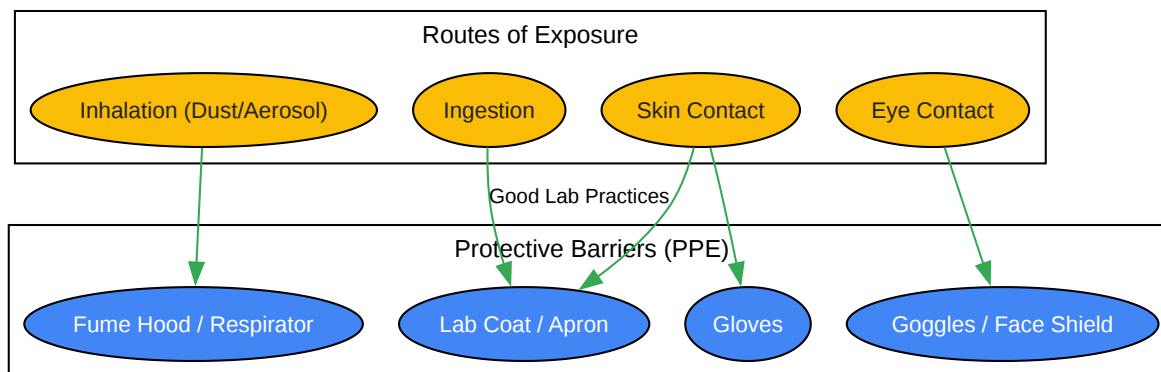 Routes of Exposure
Inhalation (Dust/Aerosol)
Ingestion
Skin Contact
Eye Contact
Good Lab Practices
Protective Barriers (PPE)
Fume Hood / Respirator
Lab Coat / Apron
Gloves
Goggles / Face Shield